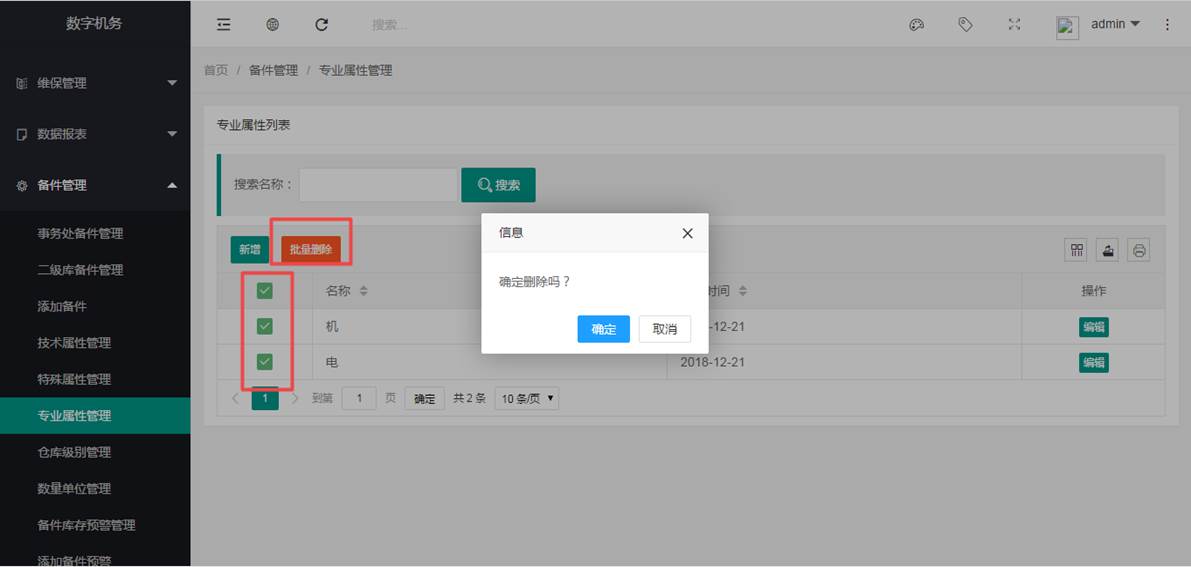 数字机务
搜索...
admin
维保管理
数据报表
备件管理
事务处备件管理
二级库备件管理
添加备件
技术属性管理
特殊属性管理
专业属性管理
仓库级别管理
数量单位管理
备件库存预警管理
添加备件预警
首页 / 备件管理 / 专业属性管理
专业属性列表
搜索名称：
搜索
新增
批量删除
名称
时间
操作
机
-12-21
编辑
电
2018-12-21
编辑
1
到第
1
页
确定
共 2 条
10 条/页
信息
确定删除吗？
确定
取消